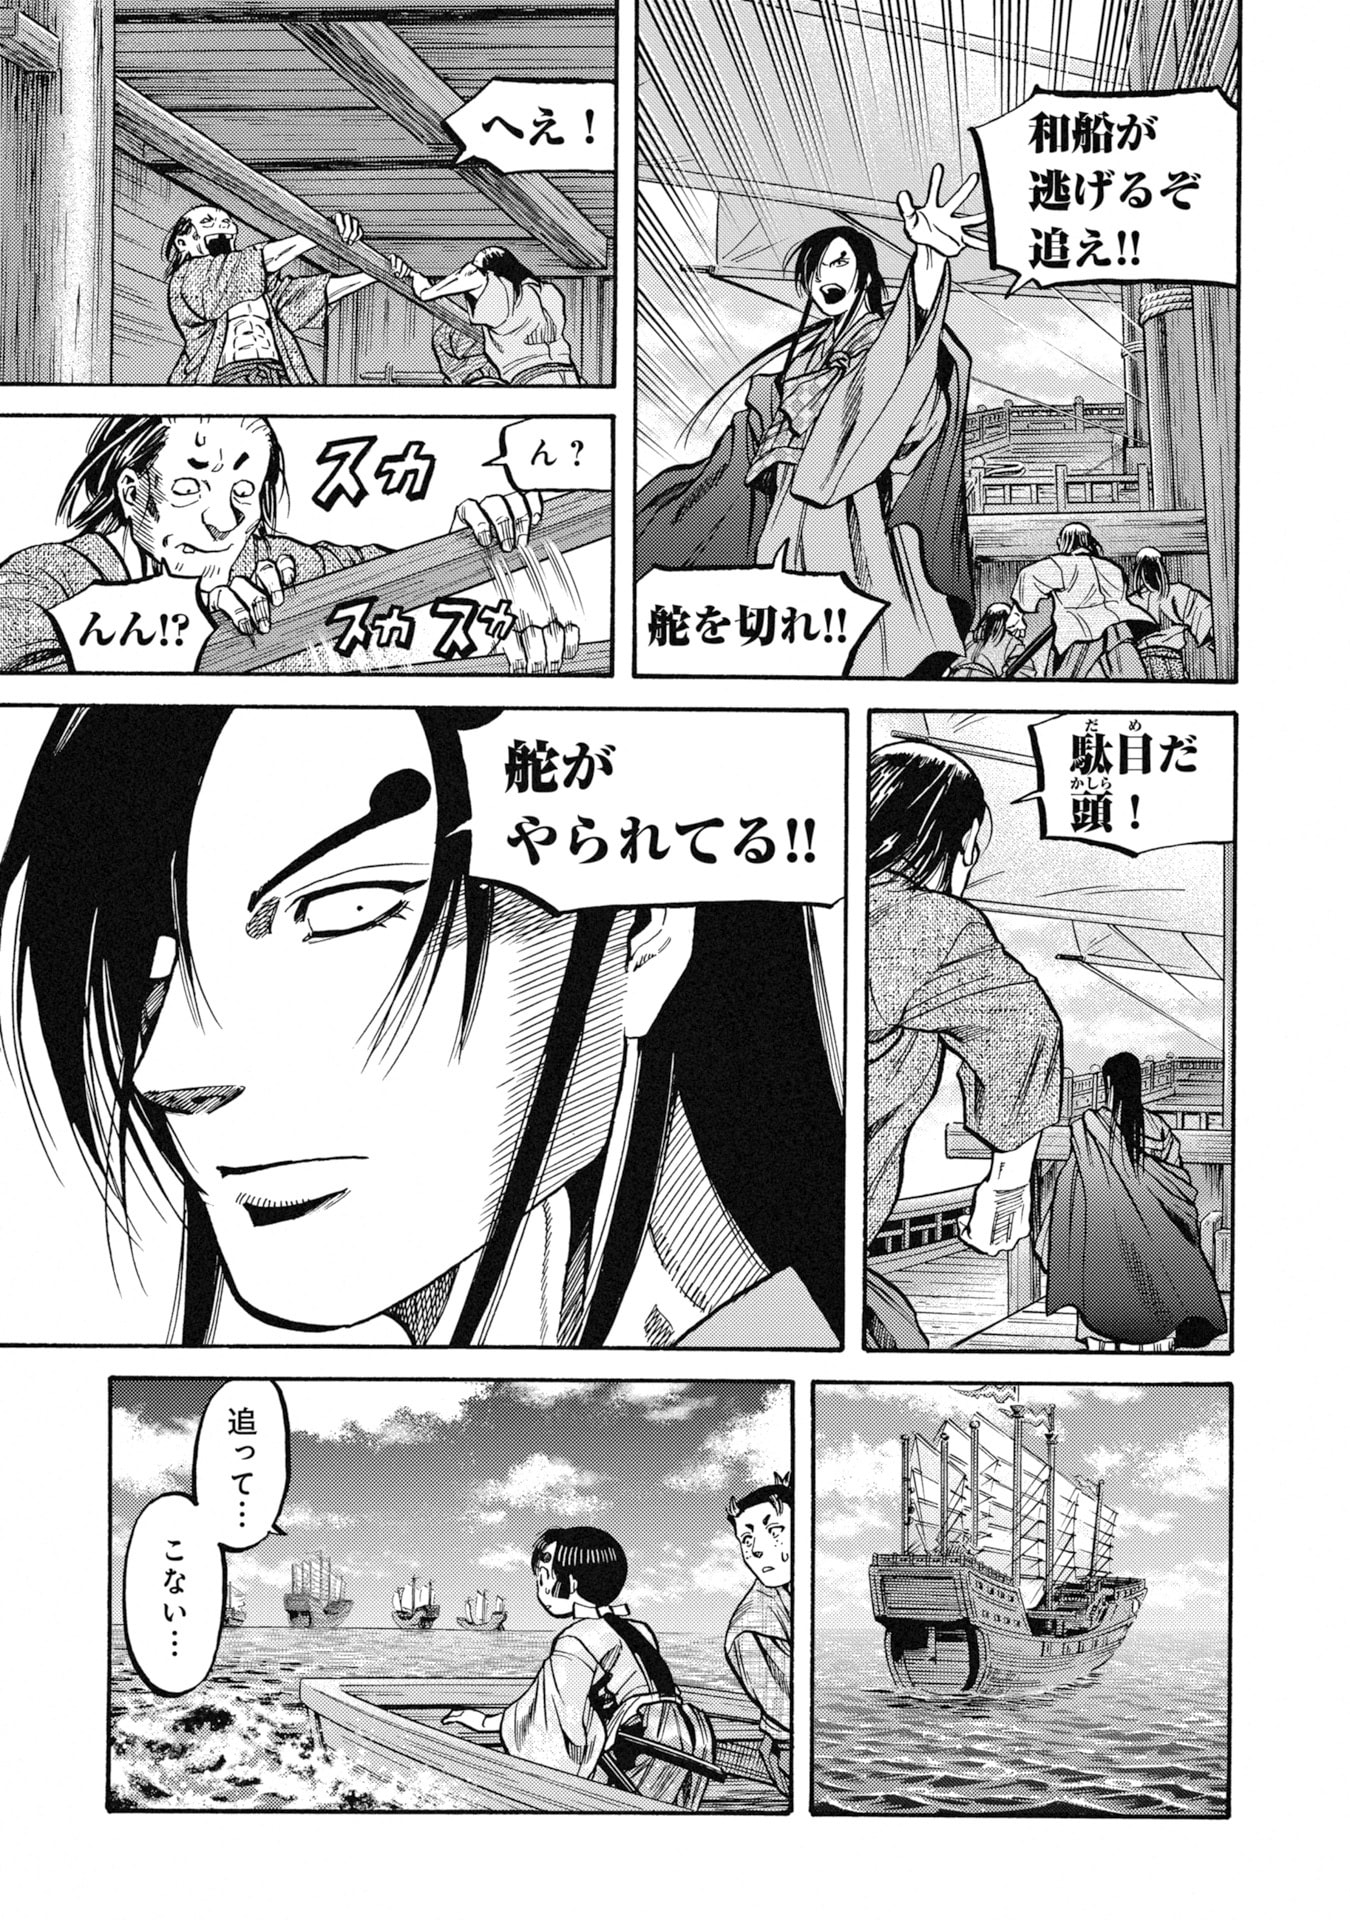 和船が
逃げるぞ
追え!!
舵を切れ!!
へえ！
ん？
スカ
んん!?
スカ スカ
駄目だ
だ め
頭！
かしら
舵が
やられてる!!
追って…
こない…